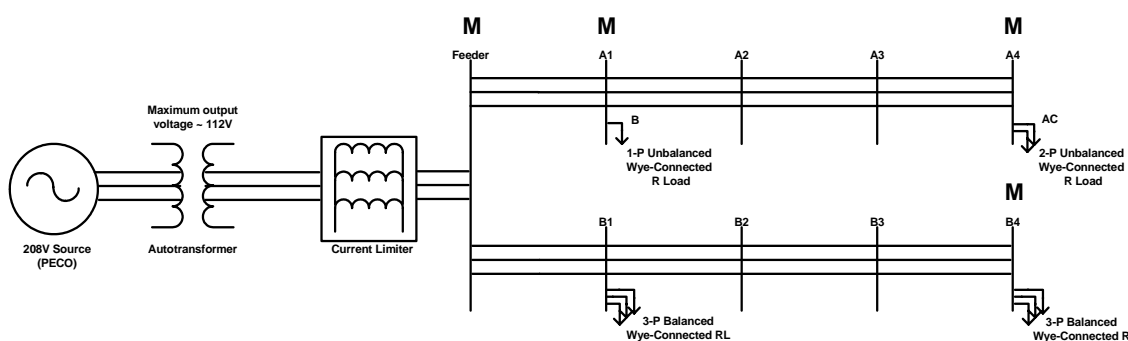 M
M
M
Feeder
A1
A2
A3
A4
Maximum output
voltage ~ 112V
B
AC
1-P Unbalanced
Wye-Connected
R Load
2-P Unbalanced
Wye-Connected
R Load
M
B1
B2
B3
B4
208V Source
(PECO)
Autotransformer
Current Limiter
3-P Balanced
Wye-Connected RL
3-P Balanced
Wye-Connected R